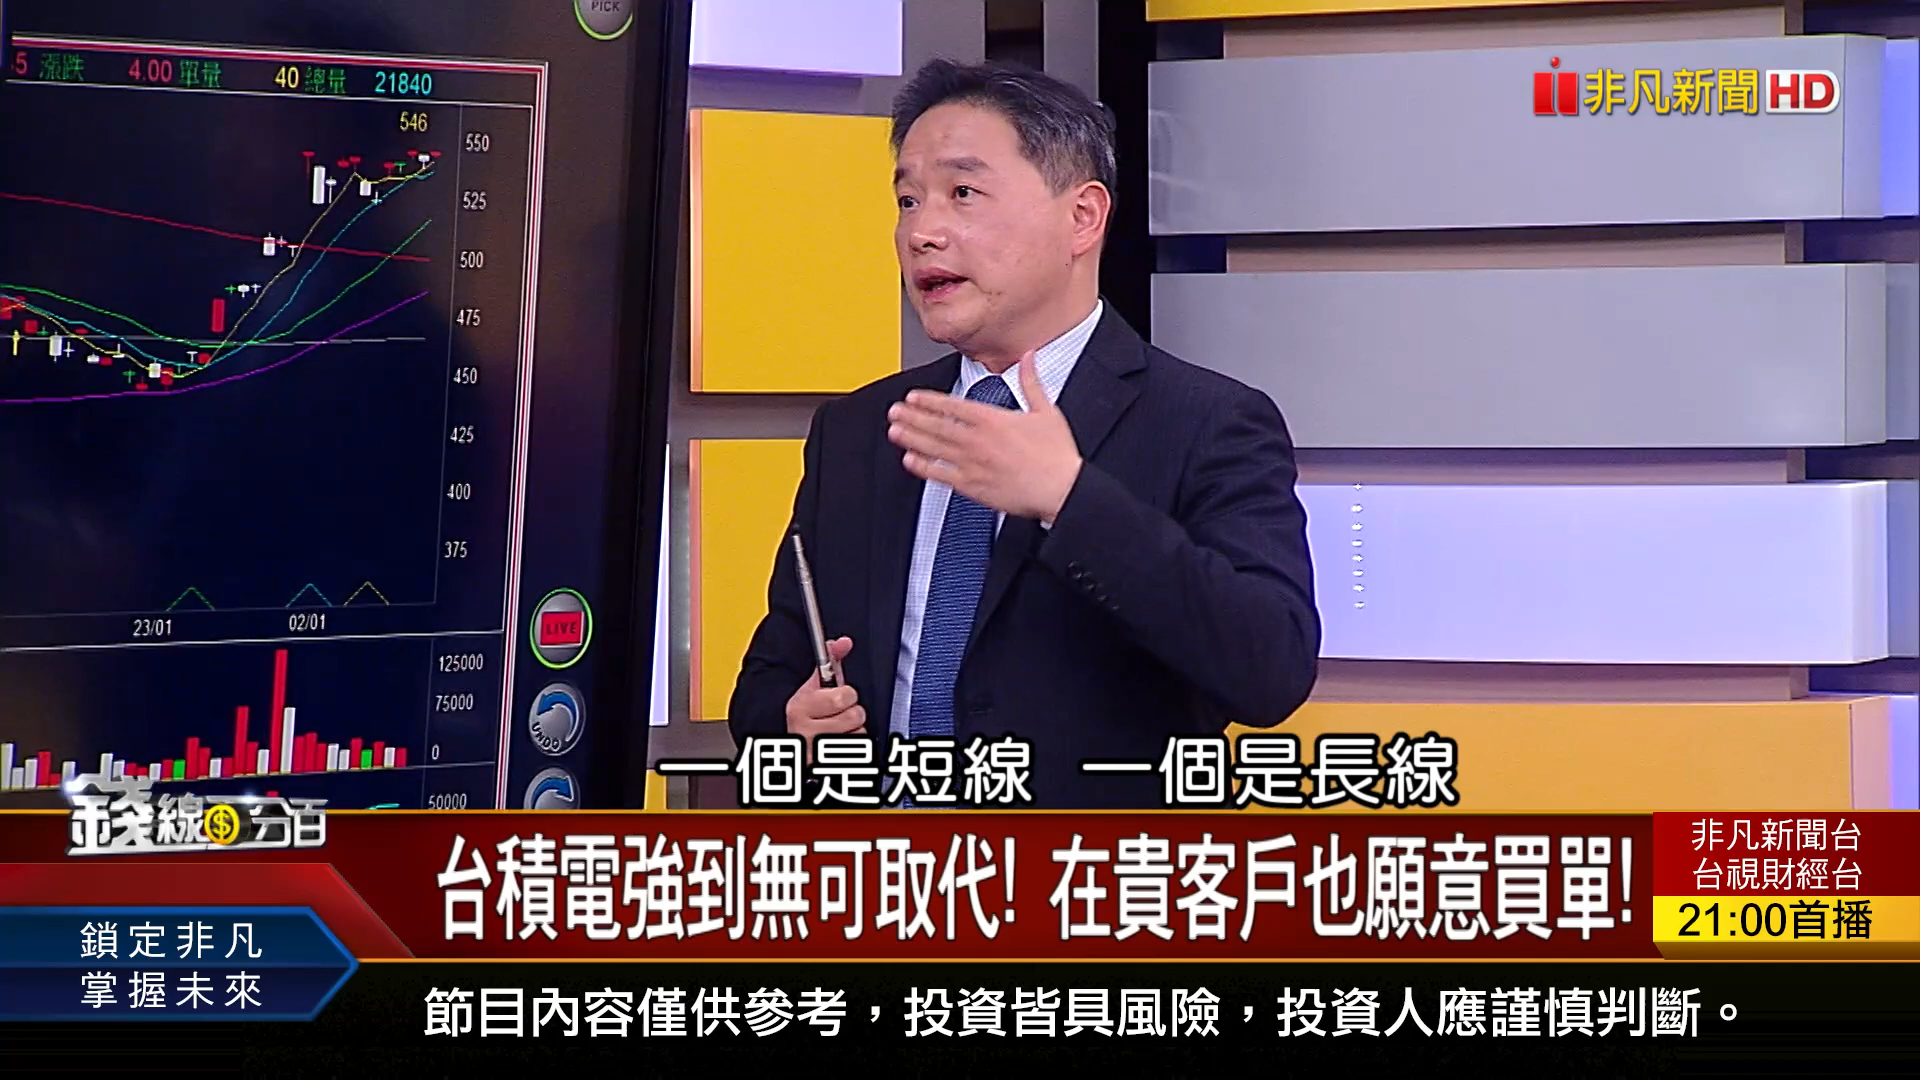 PICK
5 漲跌 4.00 單量 40 總量 21840
546
550
525
500
475
450
425
400
375
23/01 02/01
125000
75000
0
50000
LIVE
UNDO
非凡新聞HD
一個是短線 一個是長線
錢線百分百
台積電強到無可取代! 在貴客戶也願意買單!
非凡新聞台
台視財經台
21:00首播
鎖定非凡
掌握未來
節目內容僅供參考，投資皆具風險，投資人應謹慎判斷。